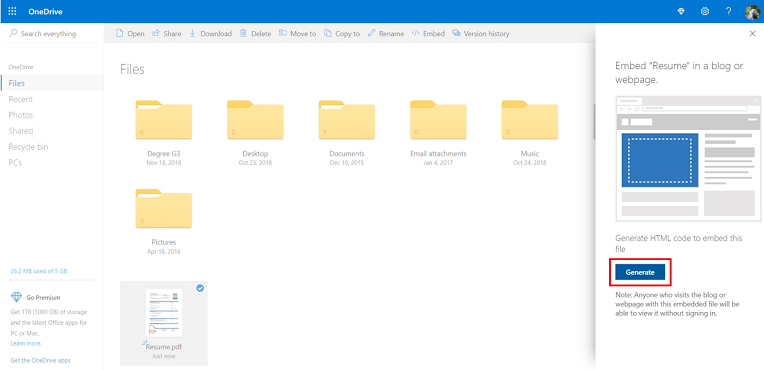 OneDrive
?
Search everything
Open Share Download Delete Move to Copy to Rename Embed Version history
OneDrive
Files
Recent
Photos
Shared
Recycle bin
PCs
26.2 MB used of 5 GB
Go Premium
Get 1TB (1000 GB) of
storage and the latest
Office apps for
PC or Mac.
Learn more.
Get the OneDrive apps
Files
6
Degree G3
Nov 18, 2018
0
Desktop
Oct 23, 2018
1
Documents
Dec 10, 2015
0
Email attachments
Jan 4, 2017
0
Music
Oct 24, 2018
3
Pictures
Apr 18, 2016
Resume.pdf
Just now
Embed "Resume" in a blog or
webpage.
Generate HTML code to embed this
file
Generate
Note: Anyone who visits the blog or
webpage with this embedded file will be
able to view it without signing in.